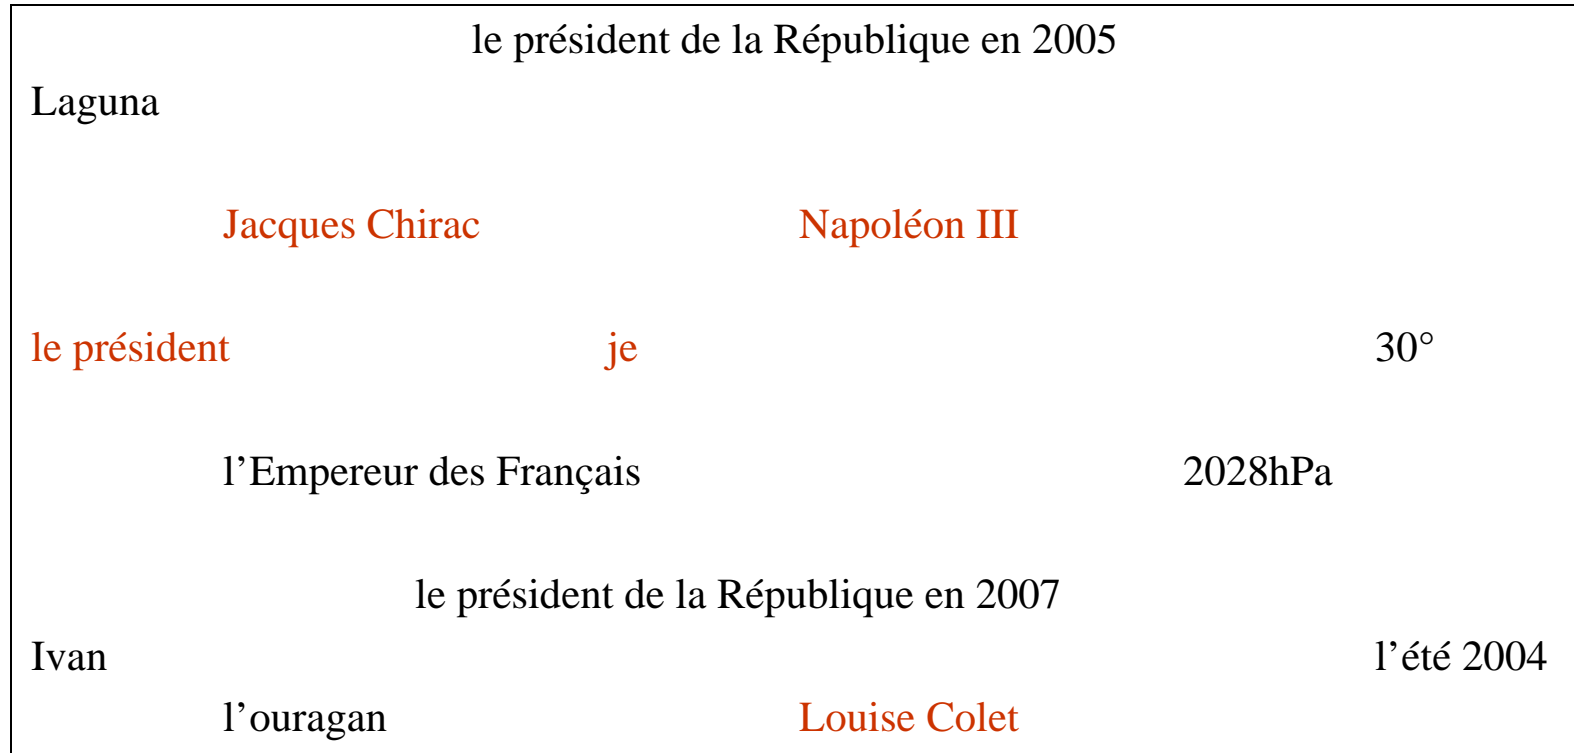 le président de la République en 2005
Laguna
Jacques Chirac Napoléon III
le président je 30°
l’Empereur des Français 2028hPa
le président de la République en 2007
Ivan l’été 2004
l’ouragan Louise Colet